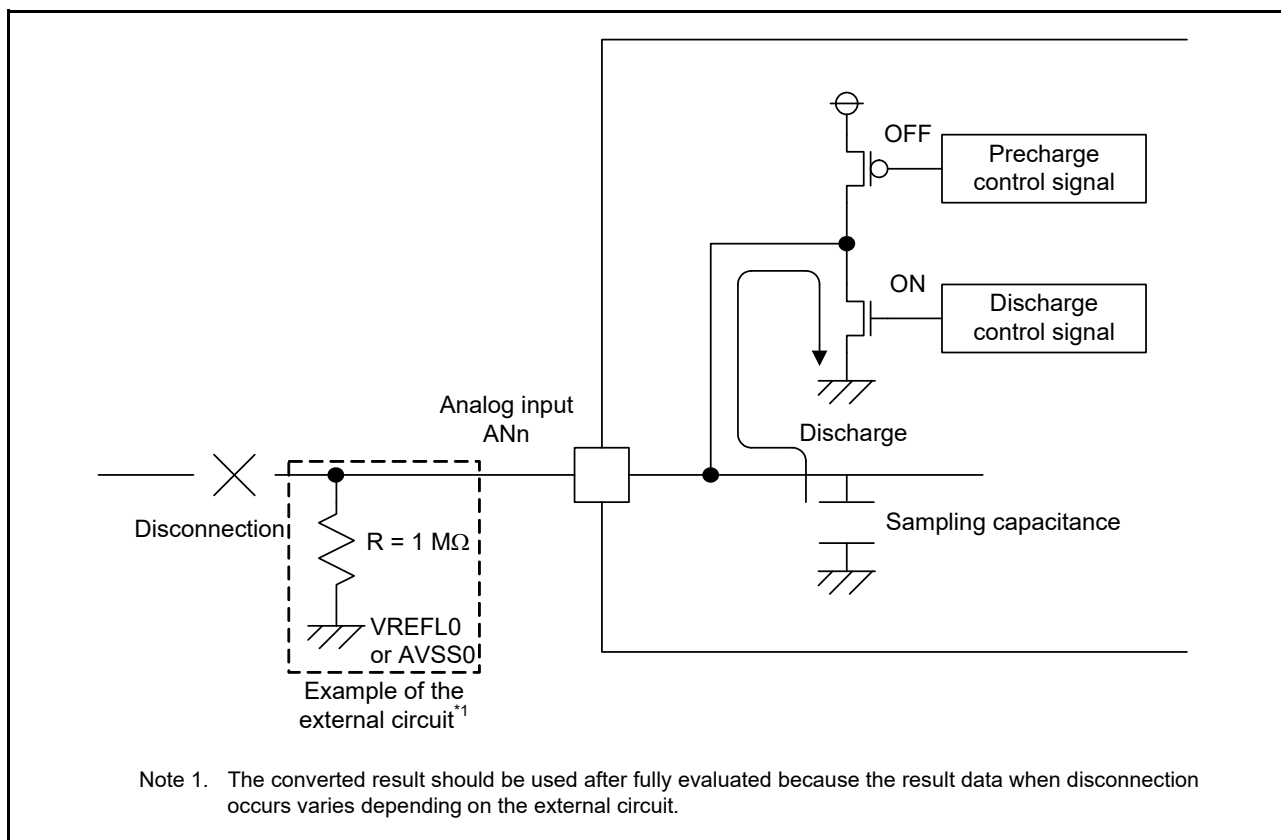 OFF
Precharge
control signal
ON
Discharge
control signal
Analog input
ANn
Discharge
Disconnection
R = 1 MΩ
Sampling capacitance
VREFL0
or AVSS0
Example of the
external circuit*1
Note 1. The converted result should be used after fully evaluated because the result data when disconnection
occurs varies depending on the external circuit.